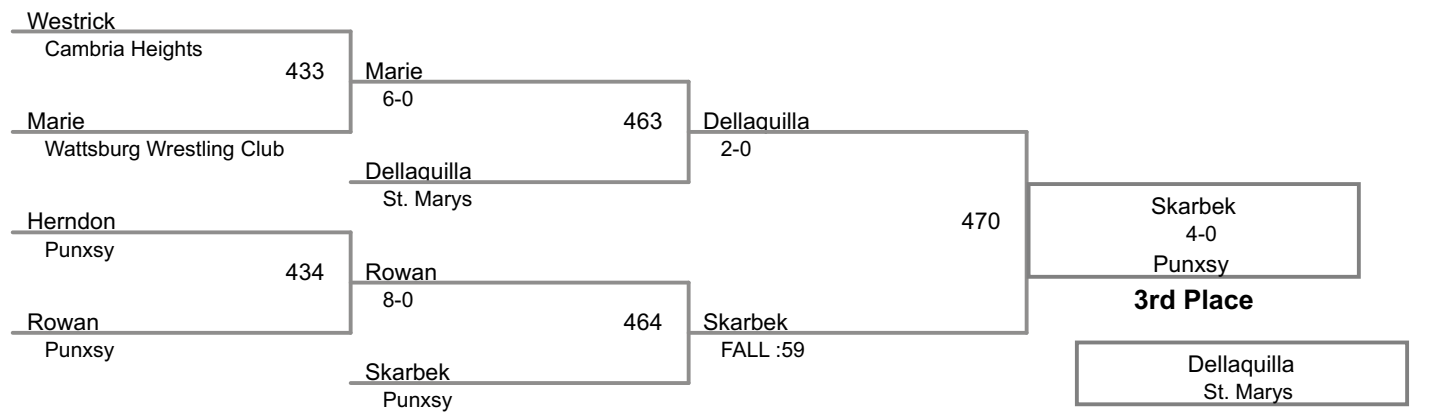 Westrick
Cambria Heights
433
Marie
6-0
463
Dellaquilla
2-0
Marie
Wattsburg Wrestling Club
Dellaquilla
St. Marys
470
Skarbek
4-0
Punxsy
3rd Place
Herndon
Punxsy
434
Rowan
8-0
464
Skarbek
FALL :59
Rowan
Punxsy
Skarbek
Punxsy
Dellaquilla
St. Marys